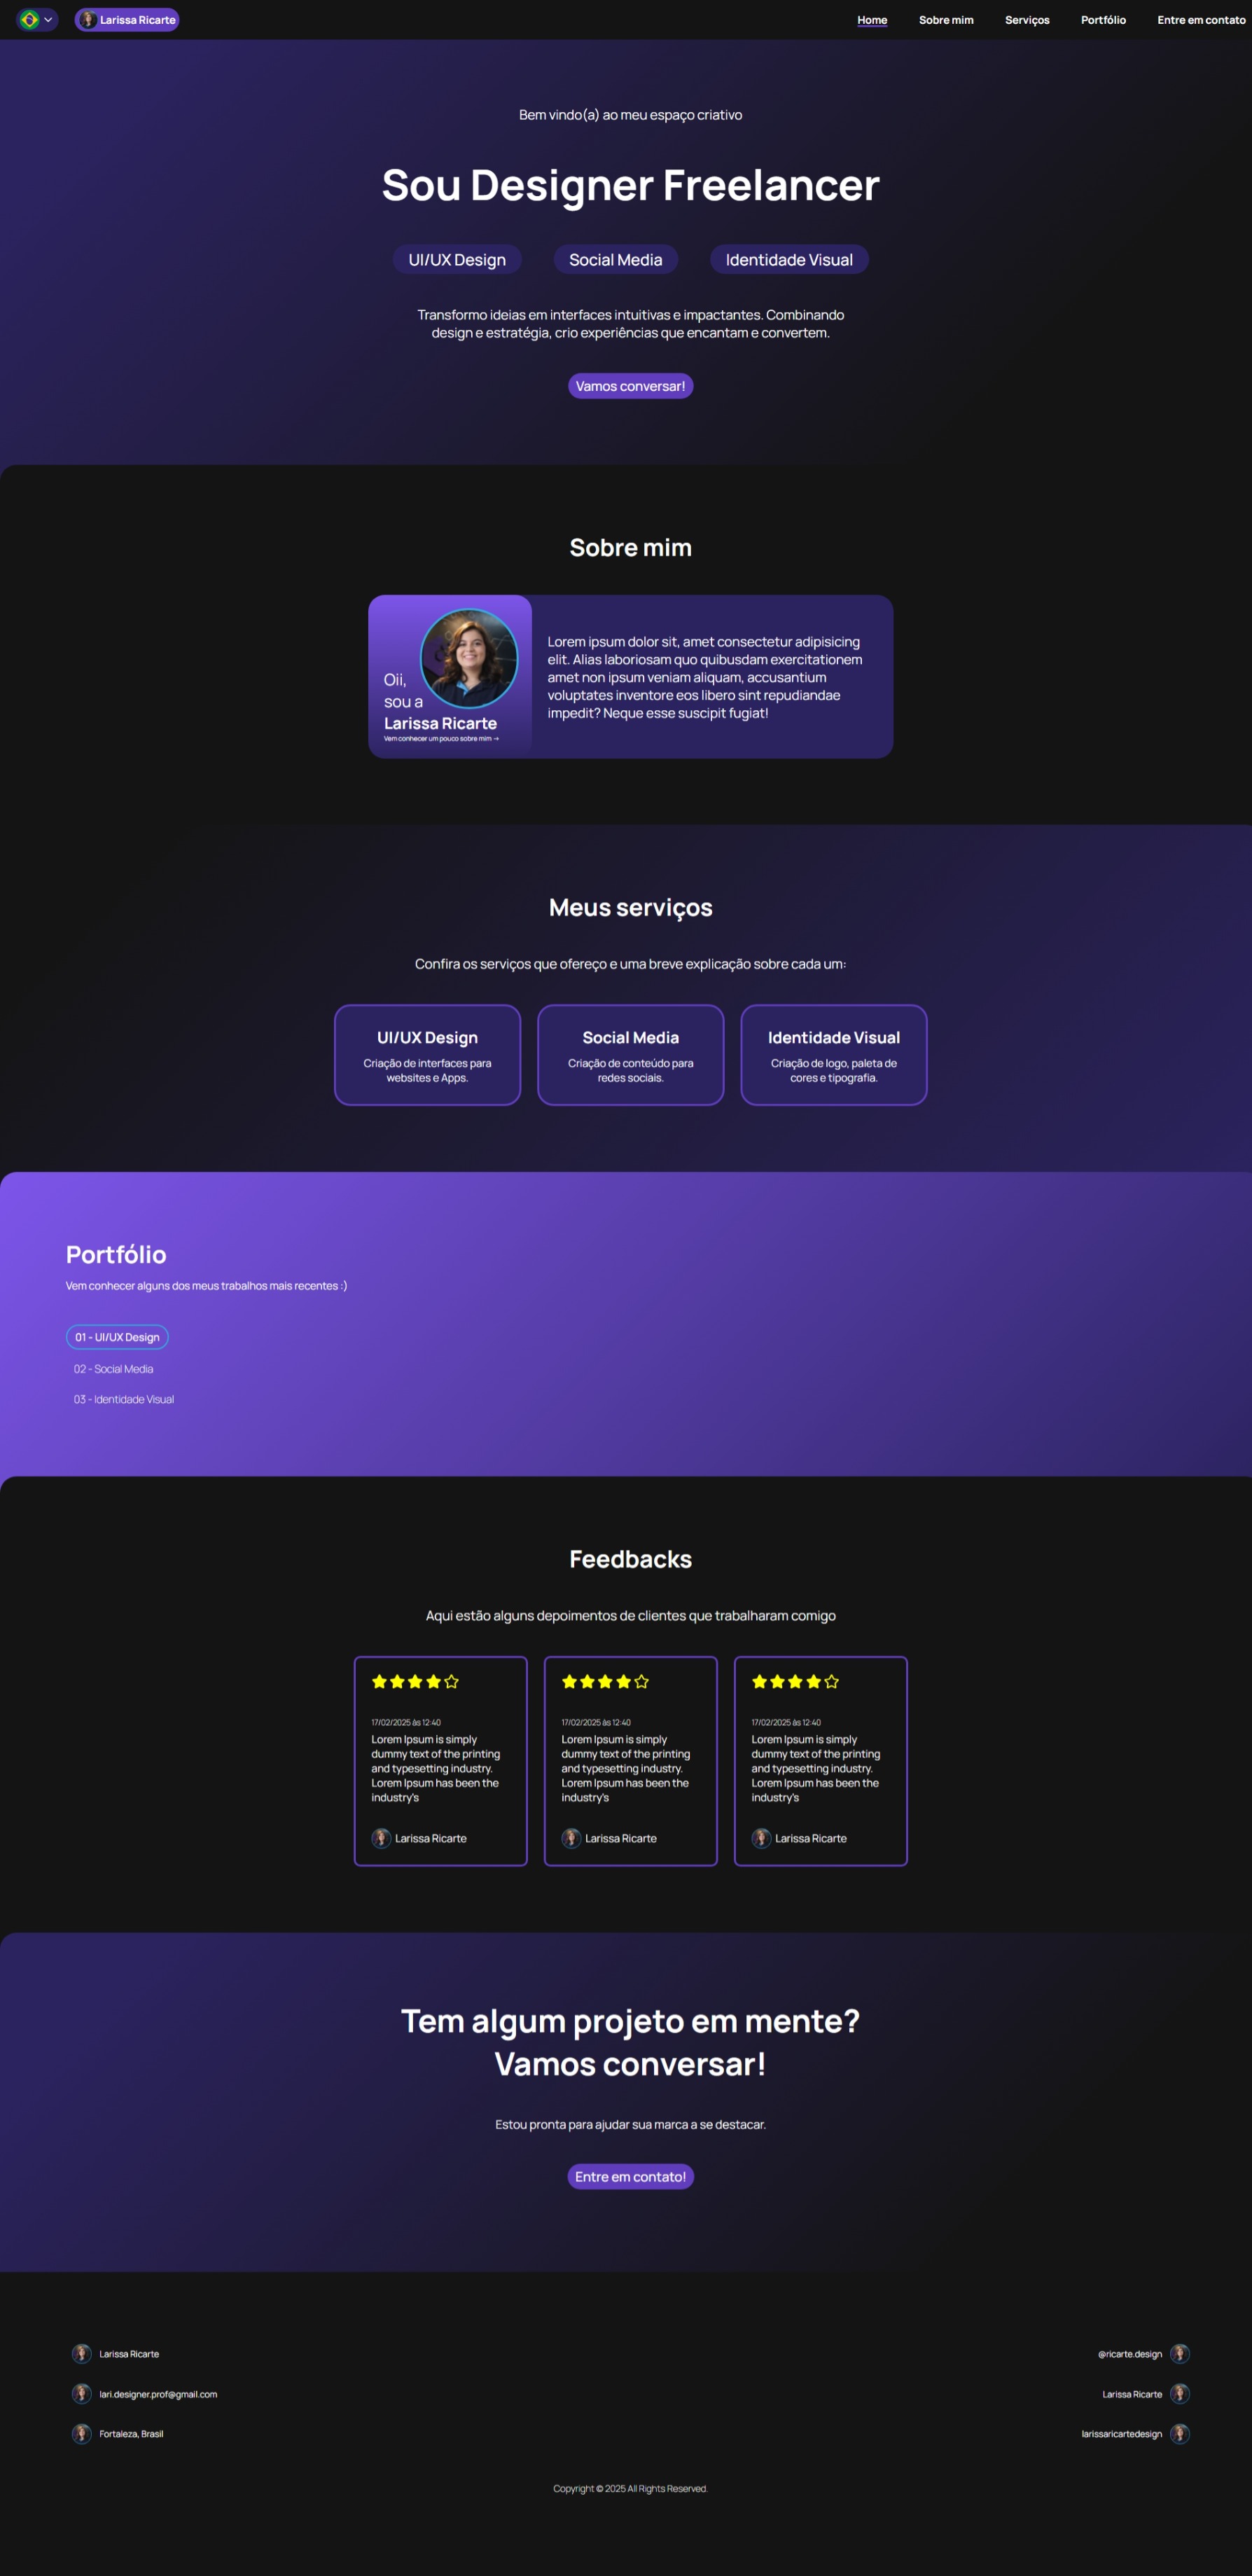 Larissa Ricarte
Home
Sobre mim
Serviços
Portfólio
Entre em contato
Bem vindo(a) ao meu espaço criativo
Sou Designer Freelancer
UI/UX Design
Social Media
Identidade Visual
Transformo ideias em interfaces intuitivas e impactantes. Combinando
design e estratégia, crio experiências que encantam e convertem.
Vamos conversar!
Sobre mim
Oii,
sou a
Larissa Ricarte
Vem conhecer um pouco sobre mim →
Lorem ipsum dolor sit, amet consectetur adipisicing
elit. Alias laboriosam quo quibusdam exercitationem
amet non ipsum veniam aliquam, accusantium
voluptates inventore eos libero sint repudiandae
impedit? Neque esse suscipit fugiat!
Meus serviços
Confira os serviços que ofereço e uma breve explicação sobre cada um:
UI/UX Design
Criação de interfaces para
websites e Apps.
Social Media
Criação de conteúdo para
redes sociais.
Identidade Visual
Criação de logo, paleta de
cores e tipografia.
Portfólio
Vem conhecer alguns dos meus trabalhos mais recentes :)
01 - UI/UX Design
02 - Social Media
03 - Identidade Visual
Feedbacks
Aqui estão alguns depoimentos de clientes que trabalharam comigo
17/02/2025 às 12:40
Lorem Ipsum is simply
dummy text of the printing
and typesetting industry.
Lorem Ipsum has been the
industry's
Larissa Ricarte
17/02/2025 às 12:40
Lorem Ipsum is simply
dummy text of the printing
and typesetting industry.
Lorem Ipsum has been the
industry's
Larissa Ricarte
17/02/2025 às 12:40
Lorem Ipsum is simply
dummy text of the printing
and typesetting industry.
Lorem Ipsum has been the
industry's
Larissa Ricarte
Tem algum projeto em mente?
Vamos conversar!
Estou pronta para ajudar sua marca a se destacar.
Entre em contato!
Larissa Ricarte
lari.designer.prof@gmail.com
Fortaleza, Brasil
@ricarte.design
Larissa Ricarte
larissaricartedesign
Copyright © 2025 All Rights Reserved.